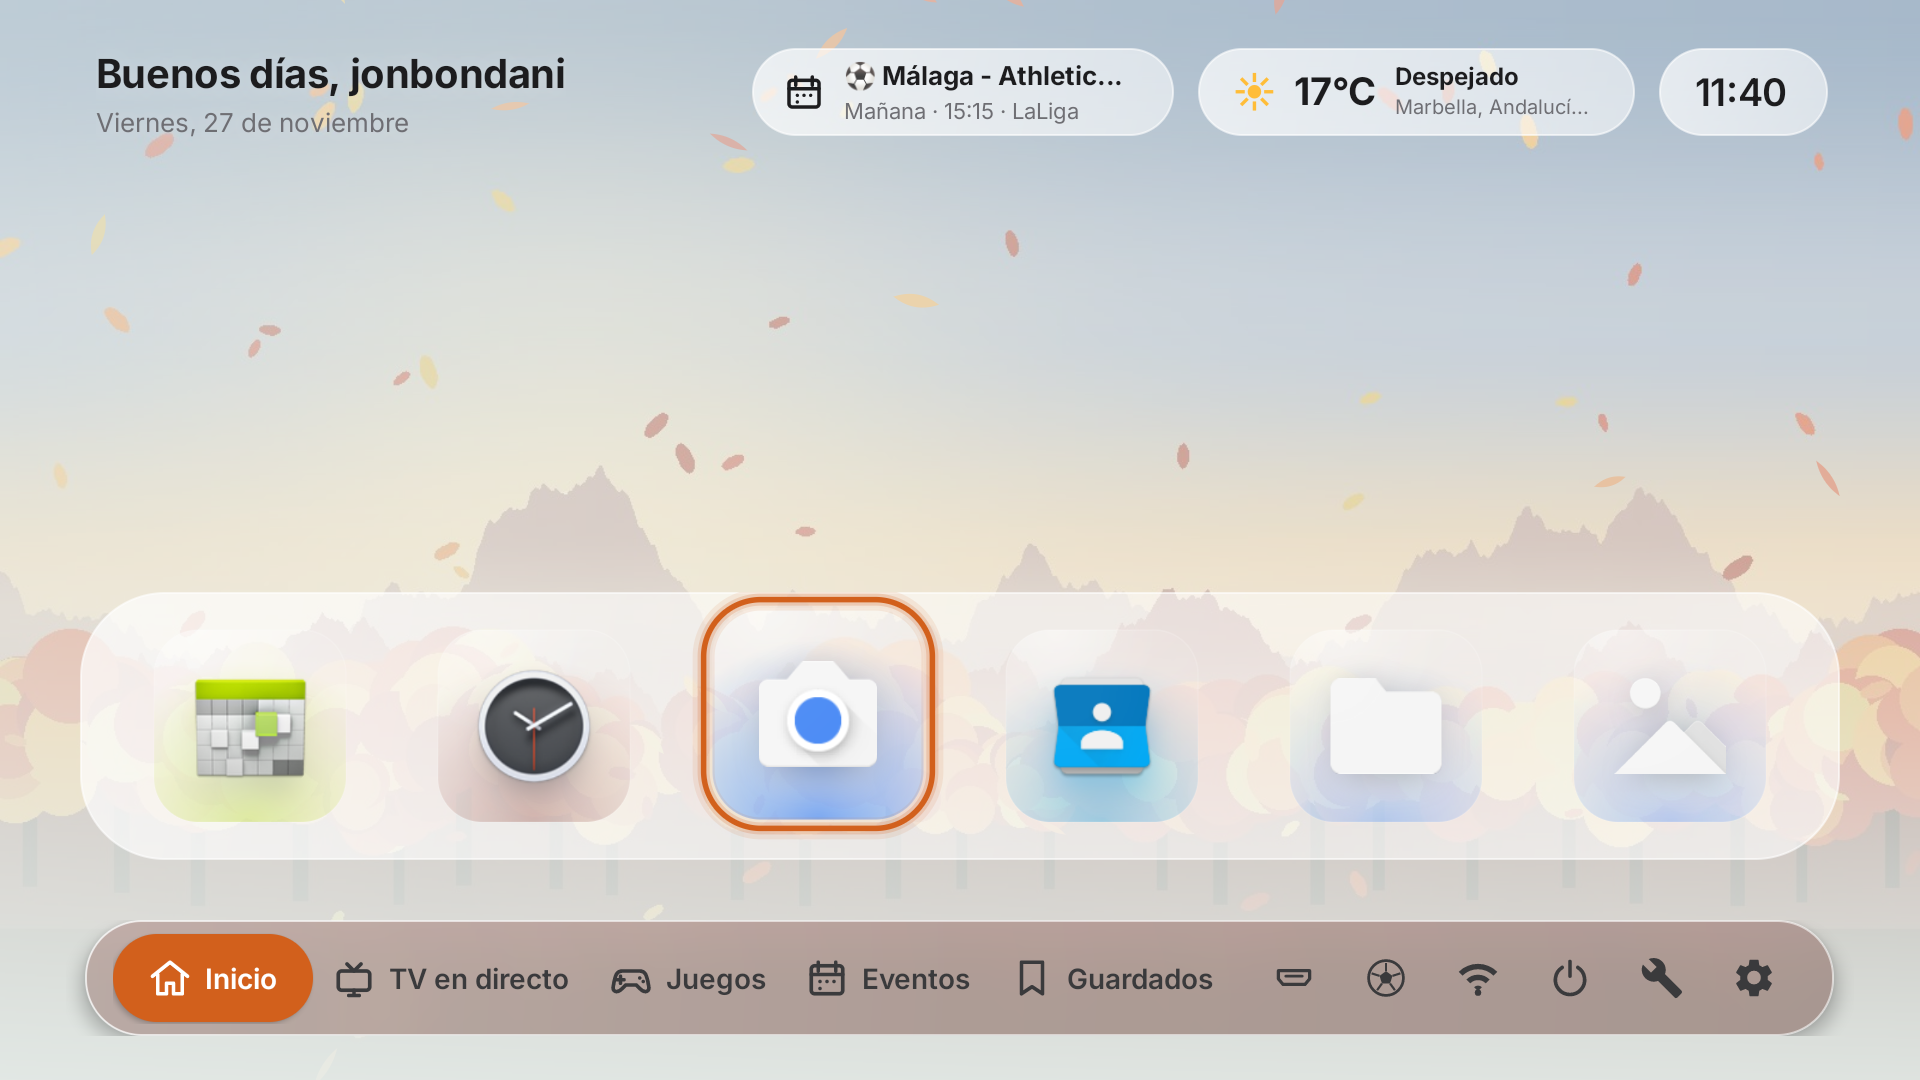 Buenos días, jonbondani
Viernes, 27 de noviembre
⚽ Málaga - Athletic...
Mañana · 15:15 · LaLiga
17°C
Despejado
Marbella, Andalucí...
11:40
Inicio
TV en directo
Juegos
Eventos
Guardados